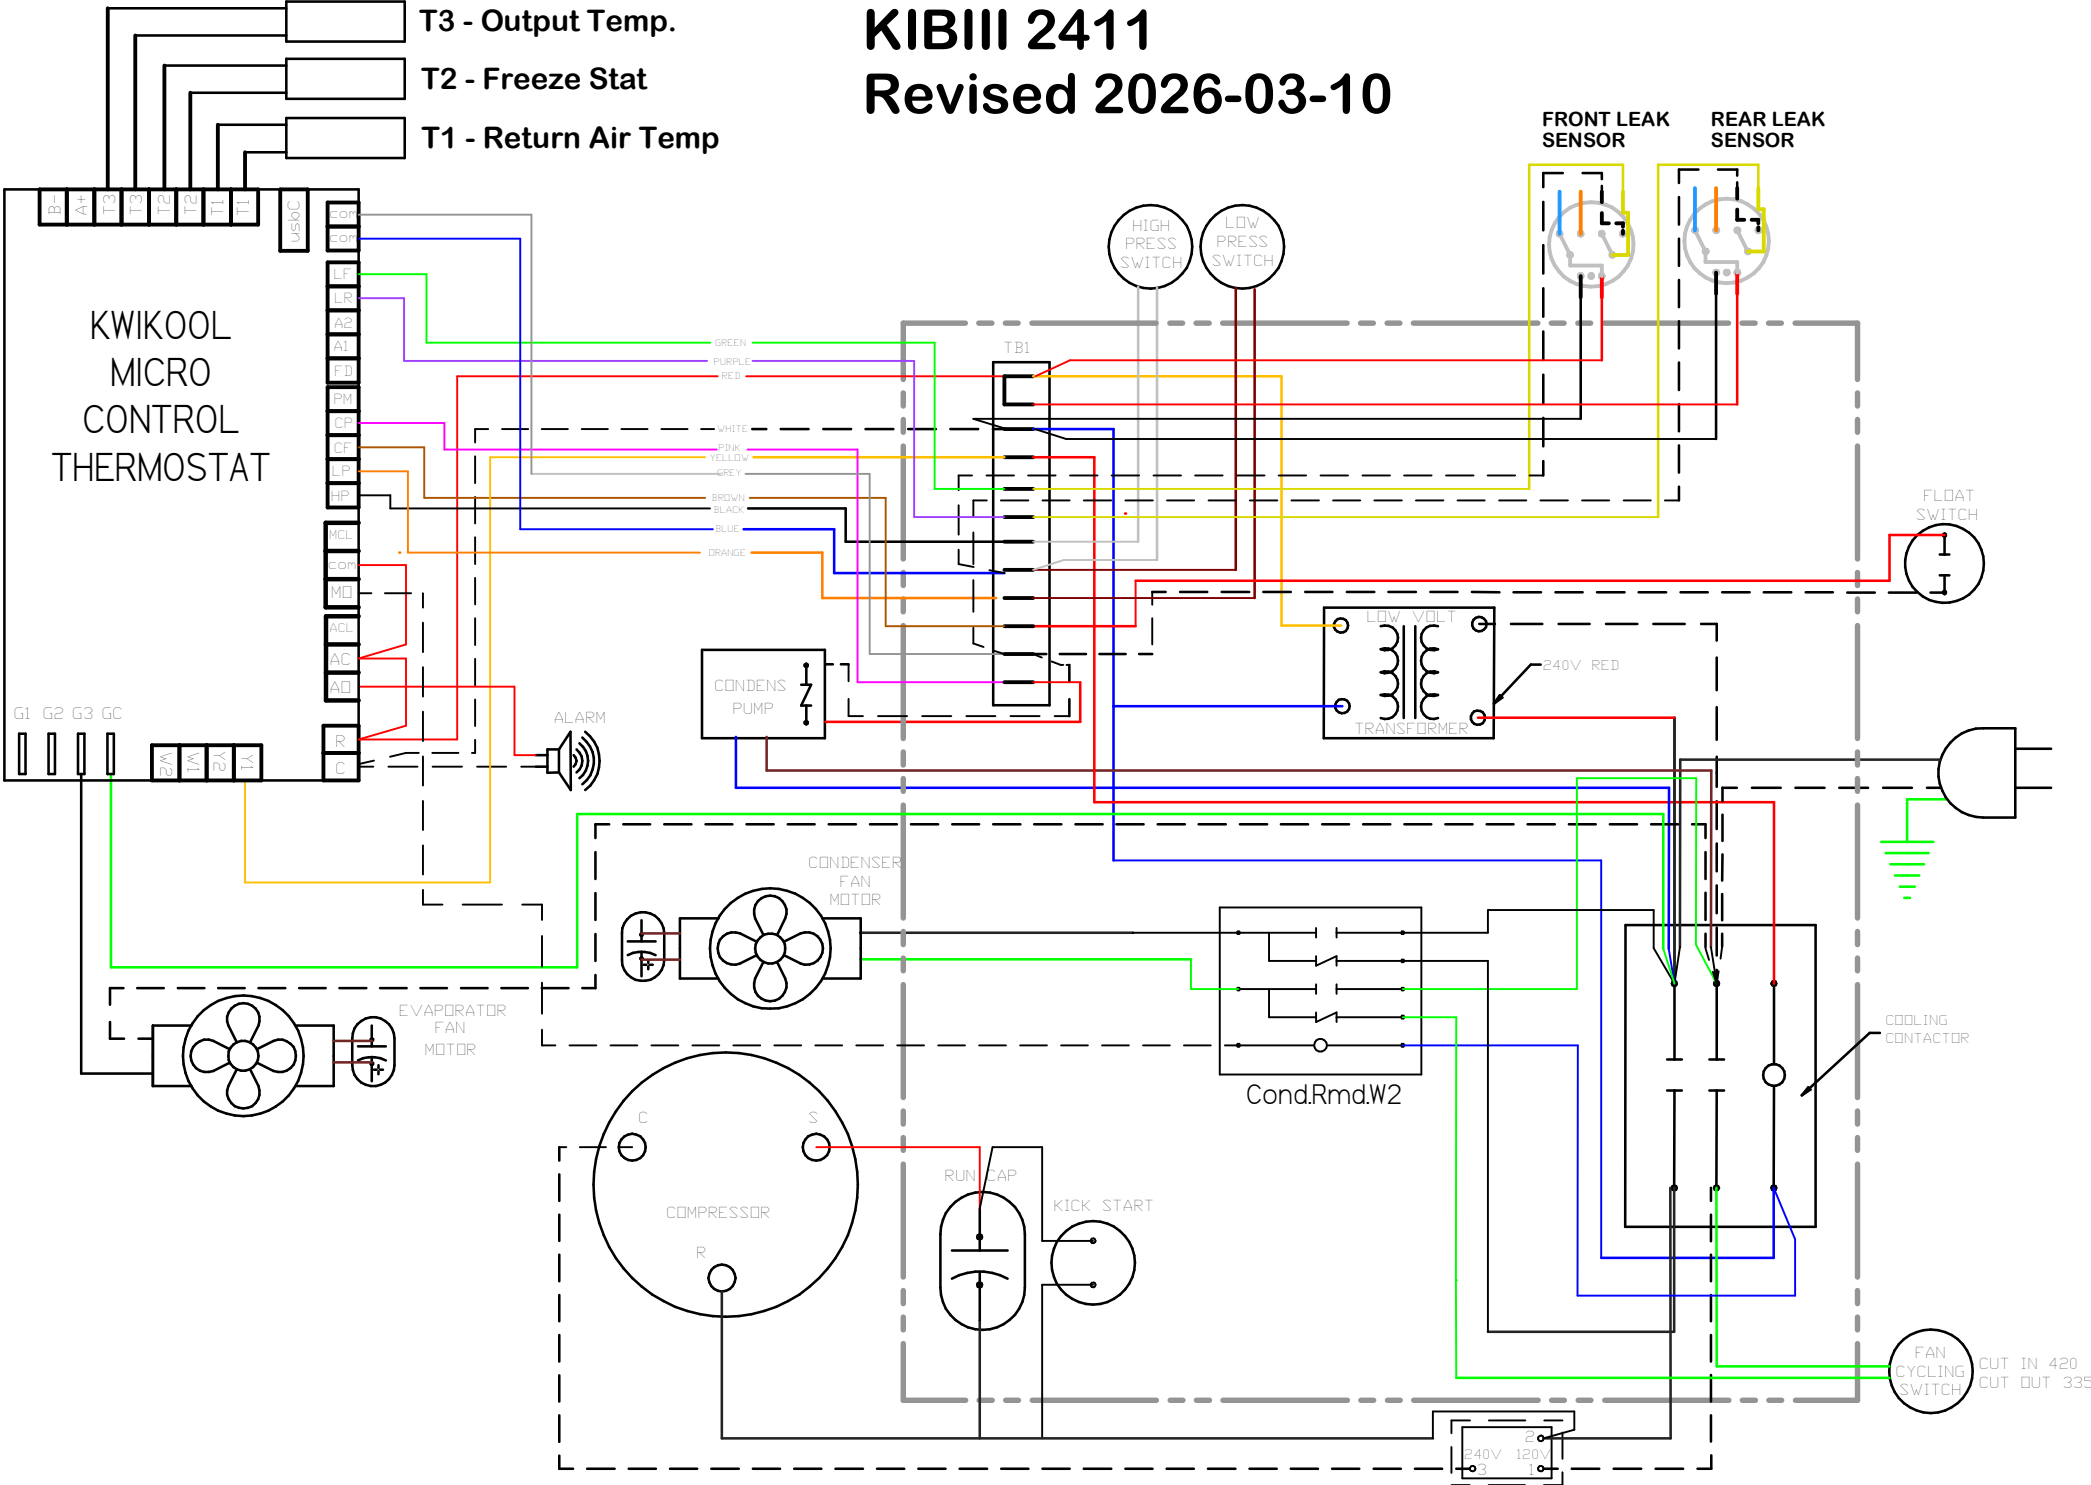 T3 - Output Temp.
T2 - Freeze Stat
T1 - Return Air Temp
KIBIII 2411
Revised 2026-03-10
FRONT LEAK
SENSOR
REAR LEAK
SENSOR
B-
A+
T3
T3
T2
T2
T1
T1
usbC
COM
COM
LF
LR
A2
A1
FD
PM
CP
CF
LP
HP
MCL
COM
MO
ACL
AC
AO
R
C
KWIKOOL
MICRO
CONTROL
THERMOSTAT
G1 G2 G3 GC
W2
W1
Y2
Y1
ALARM
GREEN
PURPLE
RED
WHITE
PINK
YELLOW
GREY
BROWN
BLACK
BLUE
ORANGE
HIGH
PRESS
SWITCH
LOW
PRESS
SWITCH
TB1
FLOAT
SWITCH
CONDENS
PUMP
LOW VOLT
TRANSFORMER
240V RED
CONDENSER
FAN
MOTOR
EVAPORATOR
FAN
MOTOR
Cond.Rmd.W2
COOLING
CONTACTOR
C
S
R
COMPRESSOR
RUN CAP
KICK START
FAN
CYCLING
SWITCH
CUT IN 420
CUT OUT 335
2
240V 120V
3
1